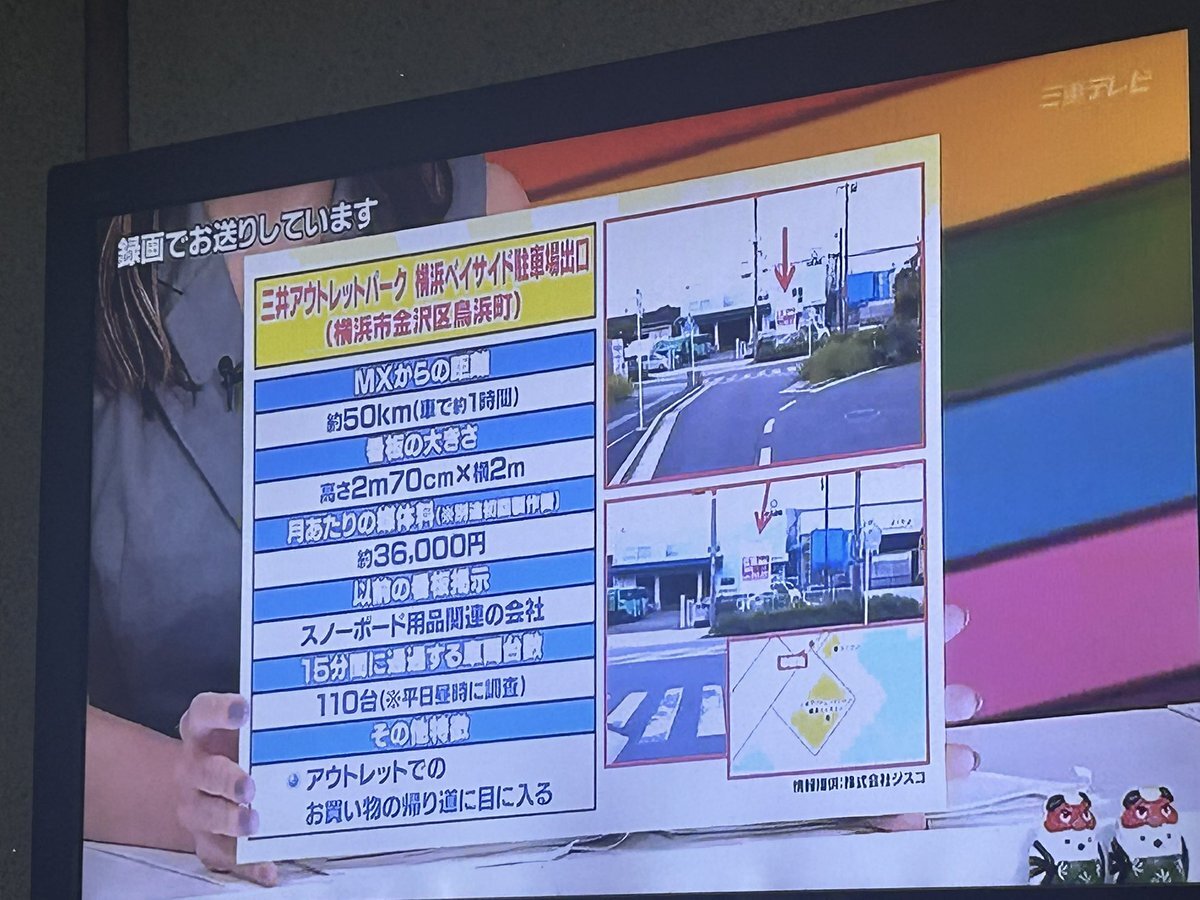 三重テレビ
録画でお送りしています
三井アウトレットパーク 横浜ベイサイド駐車場出口
(横浜市金沢区鳥浜町)
MXからの距離
約50km(車で約1時間)
看板の大きさ
高さ2m70cm×横2m
月あたりの媒体料(※別途初回製作費)
約36,000円
以前の看板掲示
スノーボード用品関連の会社
15分間に通過する車両台数
110台(※平日昼時に調査)
その他特徴
アウトレットでの
お買い物の帰り道に目に入る
情報提供:株式会社ジスコ